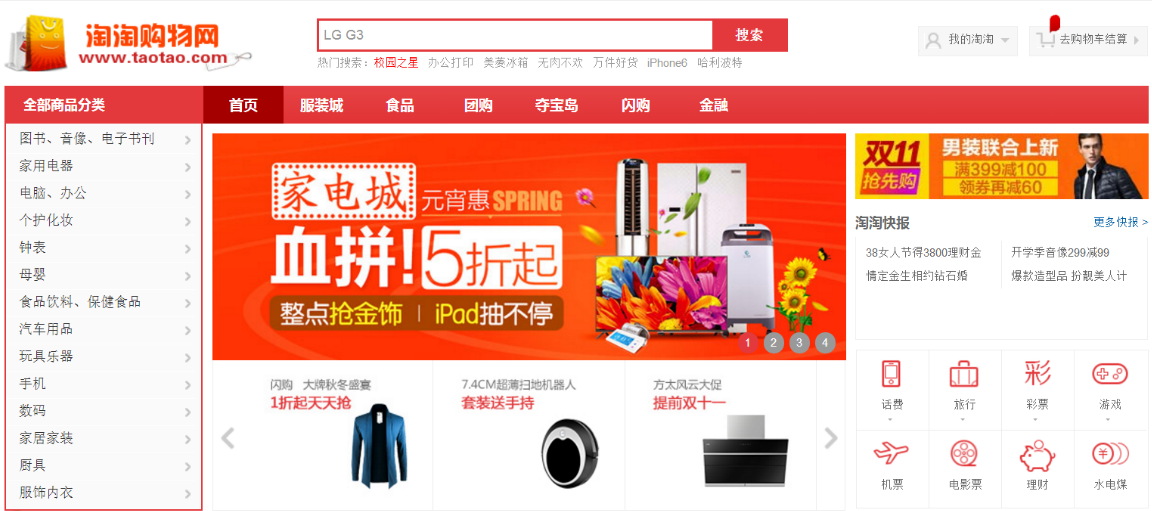 淘淘购物网
www.taotao.com
LG G3
搜索
热门搜索：校园之星 办公打印 美菱冰箱 无肉不欢 万件好货 iPhone6 哈利波特
我的淘淘
去购物车结算
全部商品分类
首页 服装城 食品 团购 夺宝岛 闪购 金融
图书、音像、电子书刊
家用电器
电脑、办公
个护化妆
钟表
母婴
食品饮料、保健食品
汽车用品
玩具乐器
手机
数码
家居家装
厨具
服饰内衣
家电城 元宵惠 SPRING
血拼! 5折起
整点抢金饰 | iPad抽不停
1 2 3 4
闪购 大牌秋冬盛宴
1折起天天抢
7.4CM超薄扫地机器人
套装送手持
方太风云大促
提前双十一
双11
抢先购
男装联合上新
满399减100
领券再减60
淘淘快报
更多快报 >
38女人节得3800理财金
开学季音像299减99
情定金生相约钻石婚
爆款造型品 扮靓美人计
话费 旅行 彩票 游戏
彩
机票 电影票 理财 水电煤